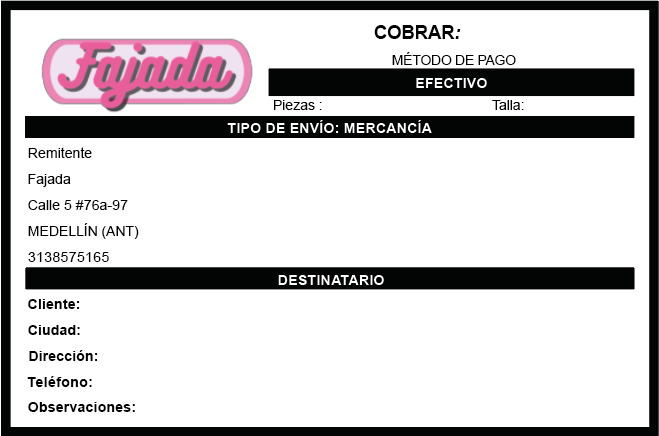 Fajada
COBRAR:
MÉTODO DE PAGO
EFECTIVO
Piezas : Talla:
TIPO DE ENVÍO: MERCANCÍA
Remitente
Fajada
Calle 5 #76a-97
MEDELLÍN (ANT)
3138575165
DESTINATARIO
Cliente:
Ciudad:
Dirección:
Teléfono:
Observaciones: